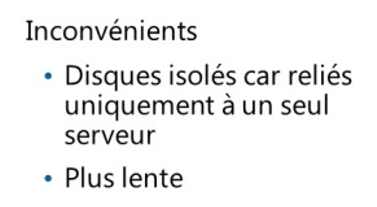 Inconvénients
• Disques isolés car reliés
uniquement à un seul
serveur
• Plus lente